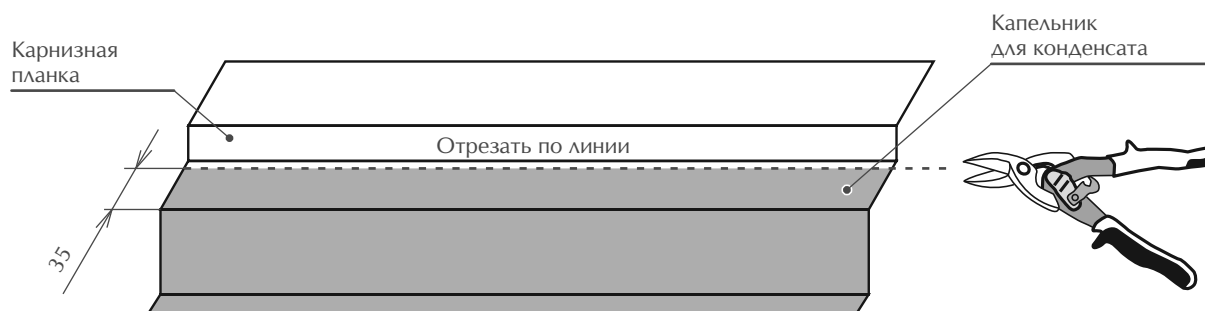 Карнизная
планка
Капельник
для конденсата
Отрезать по линии
35